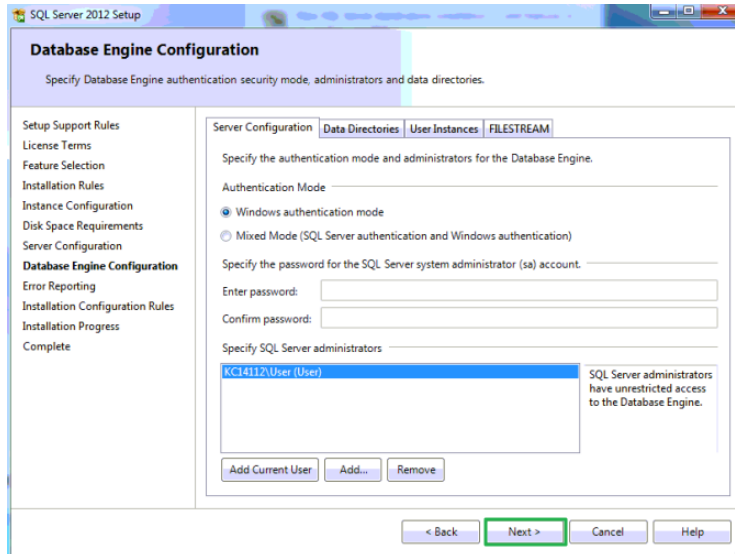 SQL Server 2012 Setup
Database Engine Configuration
Specify Database Engine authentication security mode, administrators and data directories.
Setup Support Rules
License Terms
Feature Selection
Installation Rules
Instance Configuration
Disk Space Requirements
Server Configuration
Database Engine Configuration
Error Reporting
Installation Configuration Rules
Installation Progress
Complete
Server Configuration Data Directories User Instances FILESTREAM
Specify the authentication mode and administrators for the Database Engine.
Authentication Mode
Windows authentication mode
Mixed Mode (SQL Server authentication and Windows authentication)
Specify the password for the SQL Server system administrator (sa) account.
Enter password:
Confirm password:
Specify SQL Server administrators
KC14112\User (User)
SQL Server administrators
have unrestricted access
to the Database Engine.
Add Current User Add... Remove
< Back Next > Cancel Help